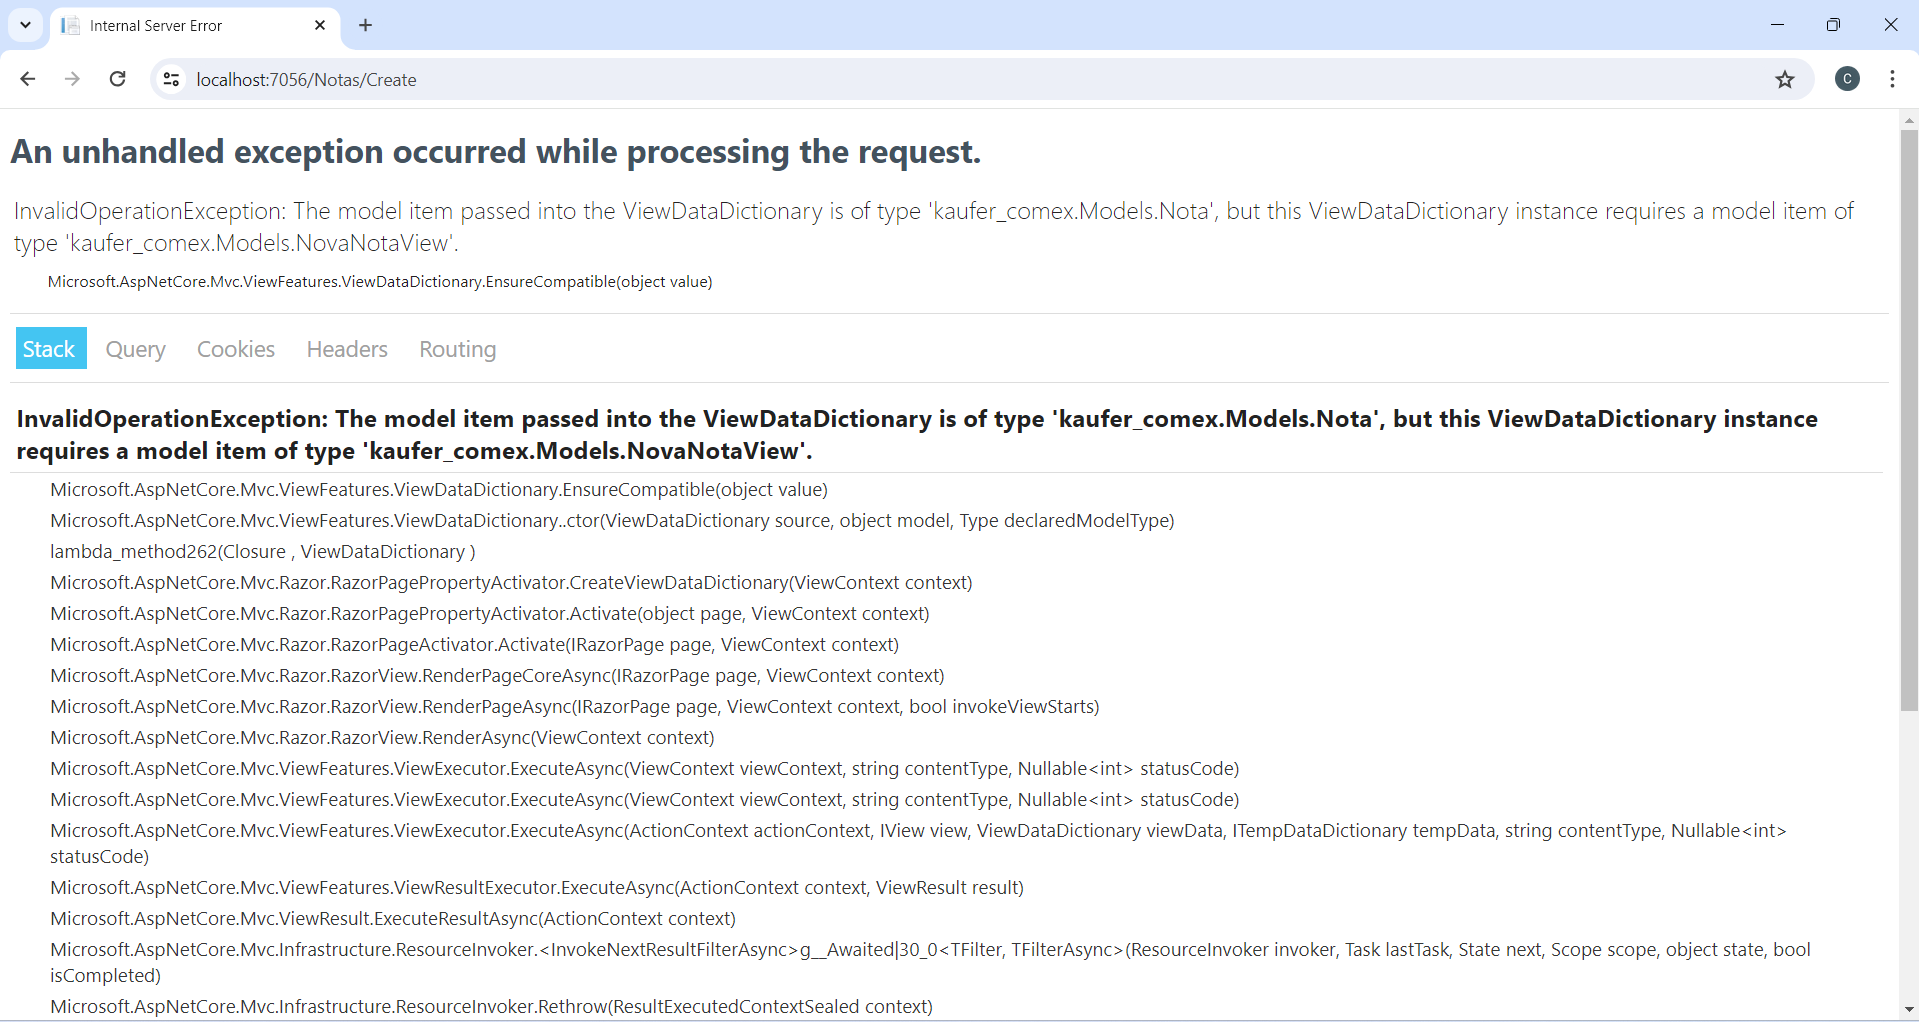 Internal Server Error
localhost:7056/Notas/Create
C
An unhandled exception occurred while processing the request.
InvalidOperationException: The model item passed into the ViewDataDictionary is of type 'kaufer_comex.Models.Nota', but this ViewDataDictionary instance requires a model item of
type 'kaufer_comex.Models.NovaNotaView'.
Microsoft.AspNetCore.Mvc.ViewFeatures.ViewDataDictionary.EnsureCompatible(object value)
Stack Query Cookies Headers Routing
InvalidOperationException: The model item passed into the ViewDataDictionary is of type 'kaufer_comex.Models.Nota', but this ViewDataDictionary instance
requires a model item of type 'kaufer_comex.Models.NovaNotaView'.
Microsoft.AspNetCore.Mvc.ViewFeatures.ViewDataDictionary.EnsureCompatible(object value)
Microsoft.AspNetCore.Mvc.ViewFeatures.ViewDataDictionary..ctor(ViewDataDictionary source, object model, Type declaredModelType)
lambda_method262(Closure , ViewDataDictionary )
Microsoft.AspNetCore.Mvc.Razor.RazorPagePropertyActivator.CreateViewDataDictionary(ViewContext context)
Microsoft.AspNetCore.Mvc.Razor.RazorPagePropertyActivator.Activate(object page, ViewContext context)
Microsoft.AspNetCore.Mvc.Razor.RazorPageActivator.Activate(IRazorPage page, ViewContext context)
Microsoft.AspNetCore.Mvc.Razor.RazorView.RenderPageCoreAsync(IRazorPage page, ViewContext context)
Microsoft.AspNetCore.Mvc.Razor.RazorView.RenderPageAsync(IRazorPage page, ViewContext context, bool invokeViewStarts)
Microsoft.AspNetCore.Mvc.Razor.RazorView.RenderAsync(ViewContext context)
Microsoft.AspNetCore.Mvc.ViewFeatures.ViewExecutor.ExecuteAsync(ViewContext viewContext, string contentType, Nullable<int> statusCode)
Microsoft.AspNetCore.Mvc.ViewFeatures.ViewExecutor.ExecuteAsync(ViewContext viewContext, string contentType, Nullable<int> statusCode)
Microsoft.AspNetCore.Mvc.ViewFeatures.ViewExecutor.ExecuteAsync(ActionContext actionContext, IView view, ViewDataDictionary viewData, ITempDataDictionary tempData, string contentType, Nullable<int>
statusCode)
Microsoft.AspNetCore.Mvc.ViewFeatures.ViewResultExecutor.ExecuteAsync(ActionContext context, ViewResult result)
Microsoft.AspNetCore.Mvc.ViewResult.ExecuteResultAsync(ActionContext context)
Microsoft.AspNetCore.Mvc.Infrastructure.ResourceInvoker.<InvokeNextResultFilterAsync>g__Awaited|30_0<TFilter, TFilterAsync>(ResourceInvoker invoker, Task lastTask, State next, Scope scope, object state, bool
isCompleted)
Microsoft.AspNetCore.Mvc.Infrastructure.ResourceInvoker.Rethrow(ResultExecutedContextSealed context)